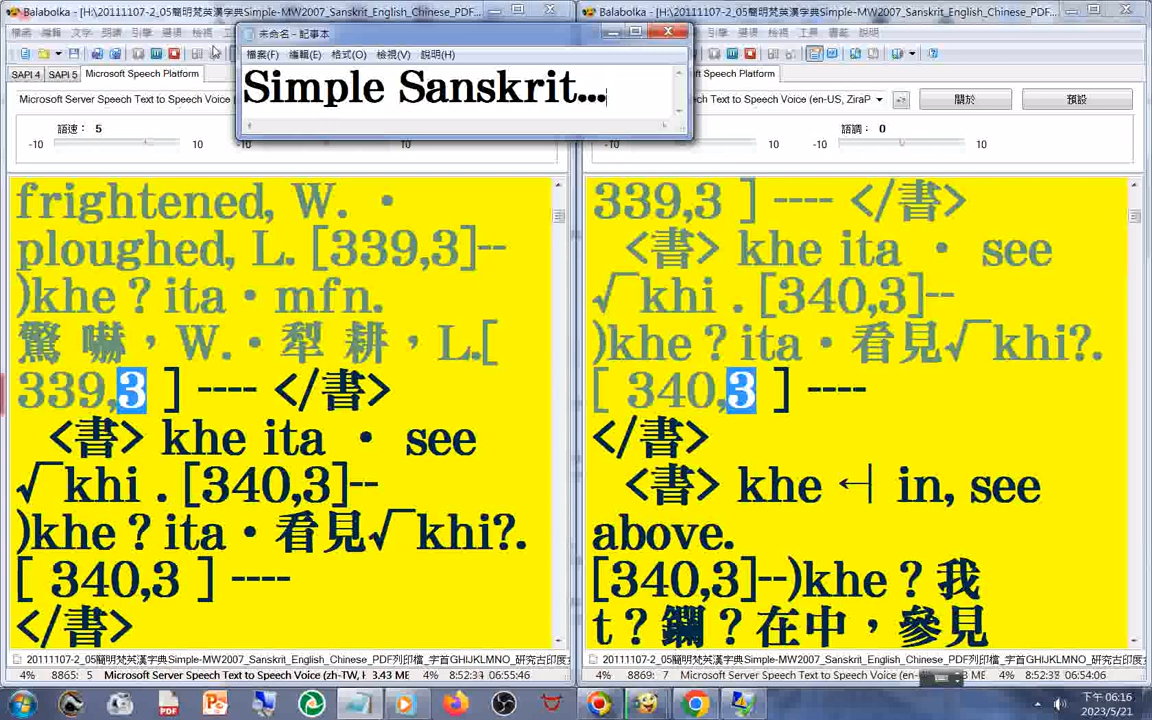 Balabolka - [H:\20111107-2_05簡明梵英漢字典Simple-MW2007_Sanskrit_English_Chinese_PDF...
Balabolka - [H:\20111107-2_05簡明梵英漢字典Simple-MW2007_Sanskrit_English_Chinese_PDF...
未命名 - 記事本
檔案(F) 編輯(E) 格式(O) 檢視(V) 說明(H)
Simple Sanskrit...
SAPI 4 SAPI 5 Microsoft Speech Platform
Speech Platform
Microsoft Server Speech Text to Speech Voice
ech Text to Speech Voice (en-US, ZiraP
關於 預設
語速： 5
語調： 0
-10 10 10
10 -10 10
frightened, W. •
ploughed, L. [339,3]--
)khe？ita•mfn.
驚 嚇，W.•犁 耕，L.[
339,3 ] ---- </書>
<書> khe ita • see
√khi . [340,3]--
)khe？ita•看見√khi?.
[ 340,3 ] ----
</書>
339,3 ] ---- </書>
<書> khe ita • see
√khi . [340,3]--
)khe？ita•看見√khi?.
[ 340,3 ] ----
</書>
<書> khe ←┤ in, see
above.
[340,3]--)khe？我
t？鑭？在中，參見
20111107-2_05簡明梵英漢字典Simple-MW2007_Sanskrit_English_Chinese_PDF列印檔_字首GHIJKLMNO_研究古印度
20111107-2_05簡明梵英漢字典Simple-MW2007_Sanskrit_English_Chinese_PDF列印檔_字首GHIJKLMNO_研究古印度
4% 8865: 5 Microsoft Server Speech Text to Speech Voice (zh-TW, 3.43 ME
4% 8:52:3 06:55:46
4% 8869: 7 Microsoft Server Speech Text to Speech Voice
4% 8:52:3 06:54:06
下午 06:16
2023/5/21